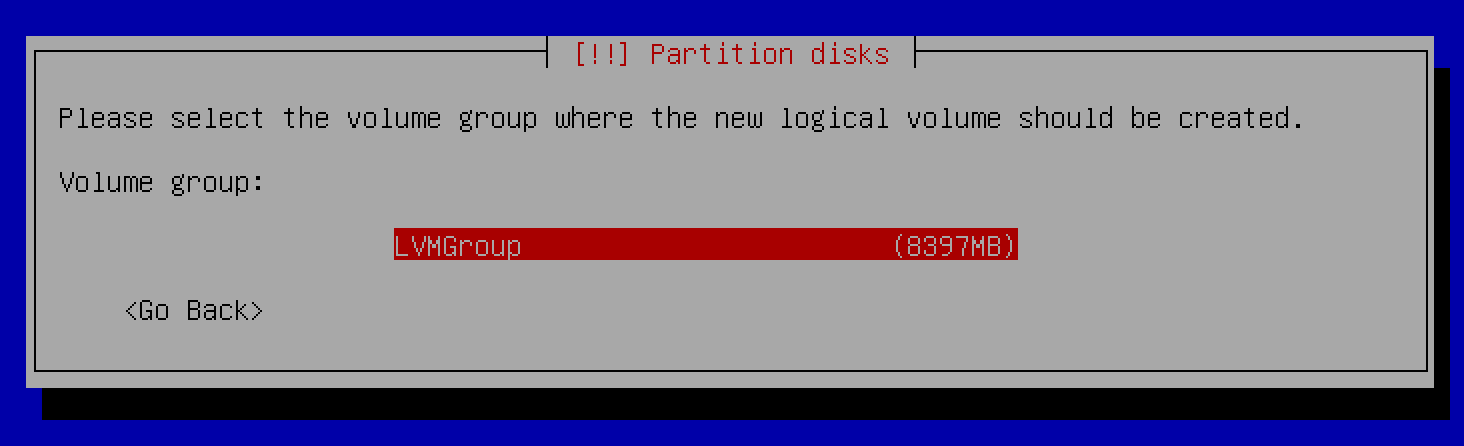 [!!] Partition disks
Please select the volume group where the new logical volume should be created.
Volume group:
LVMGroup (8397MB)
<Go Back>